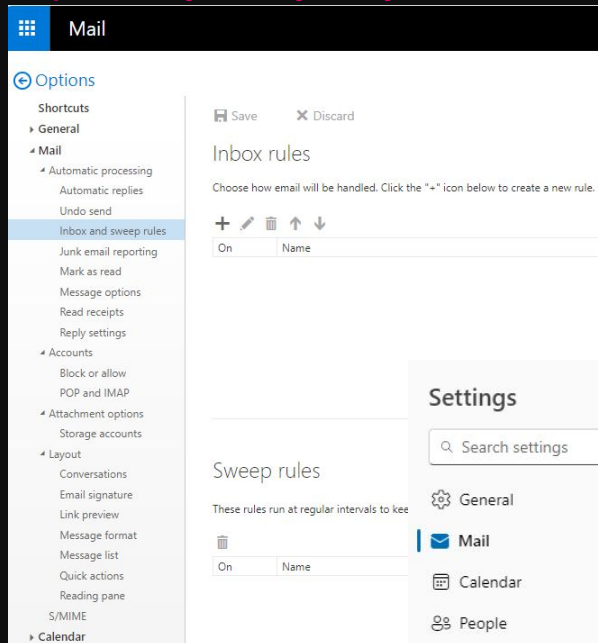 Mail
Options
Shortcuts
General
Mail
Automatic processing
Automatic replies
Undo send
Inbox and sweep rules
Junk email reporting
Mark as read
Message options
Read receipts
Reply settings
Accounts
Block or allow
POP and IMAP
Attachment options
Storage accounts
Layout
Conversations
Email signature
Link preview
Message format
Message list
Quick actions
Reading pane
S/MIME
Calendar
Save Discard
Inbox rules
Choose how email will be handled. Click the "+" icon below to create a new rule.
On Name
Sweep rules
These rules run at regular intervals to kee
On Name
Settings
Search settings
General
Mail
Calendar
People